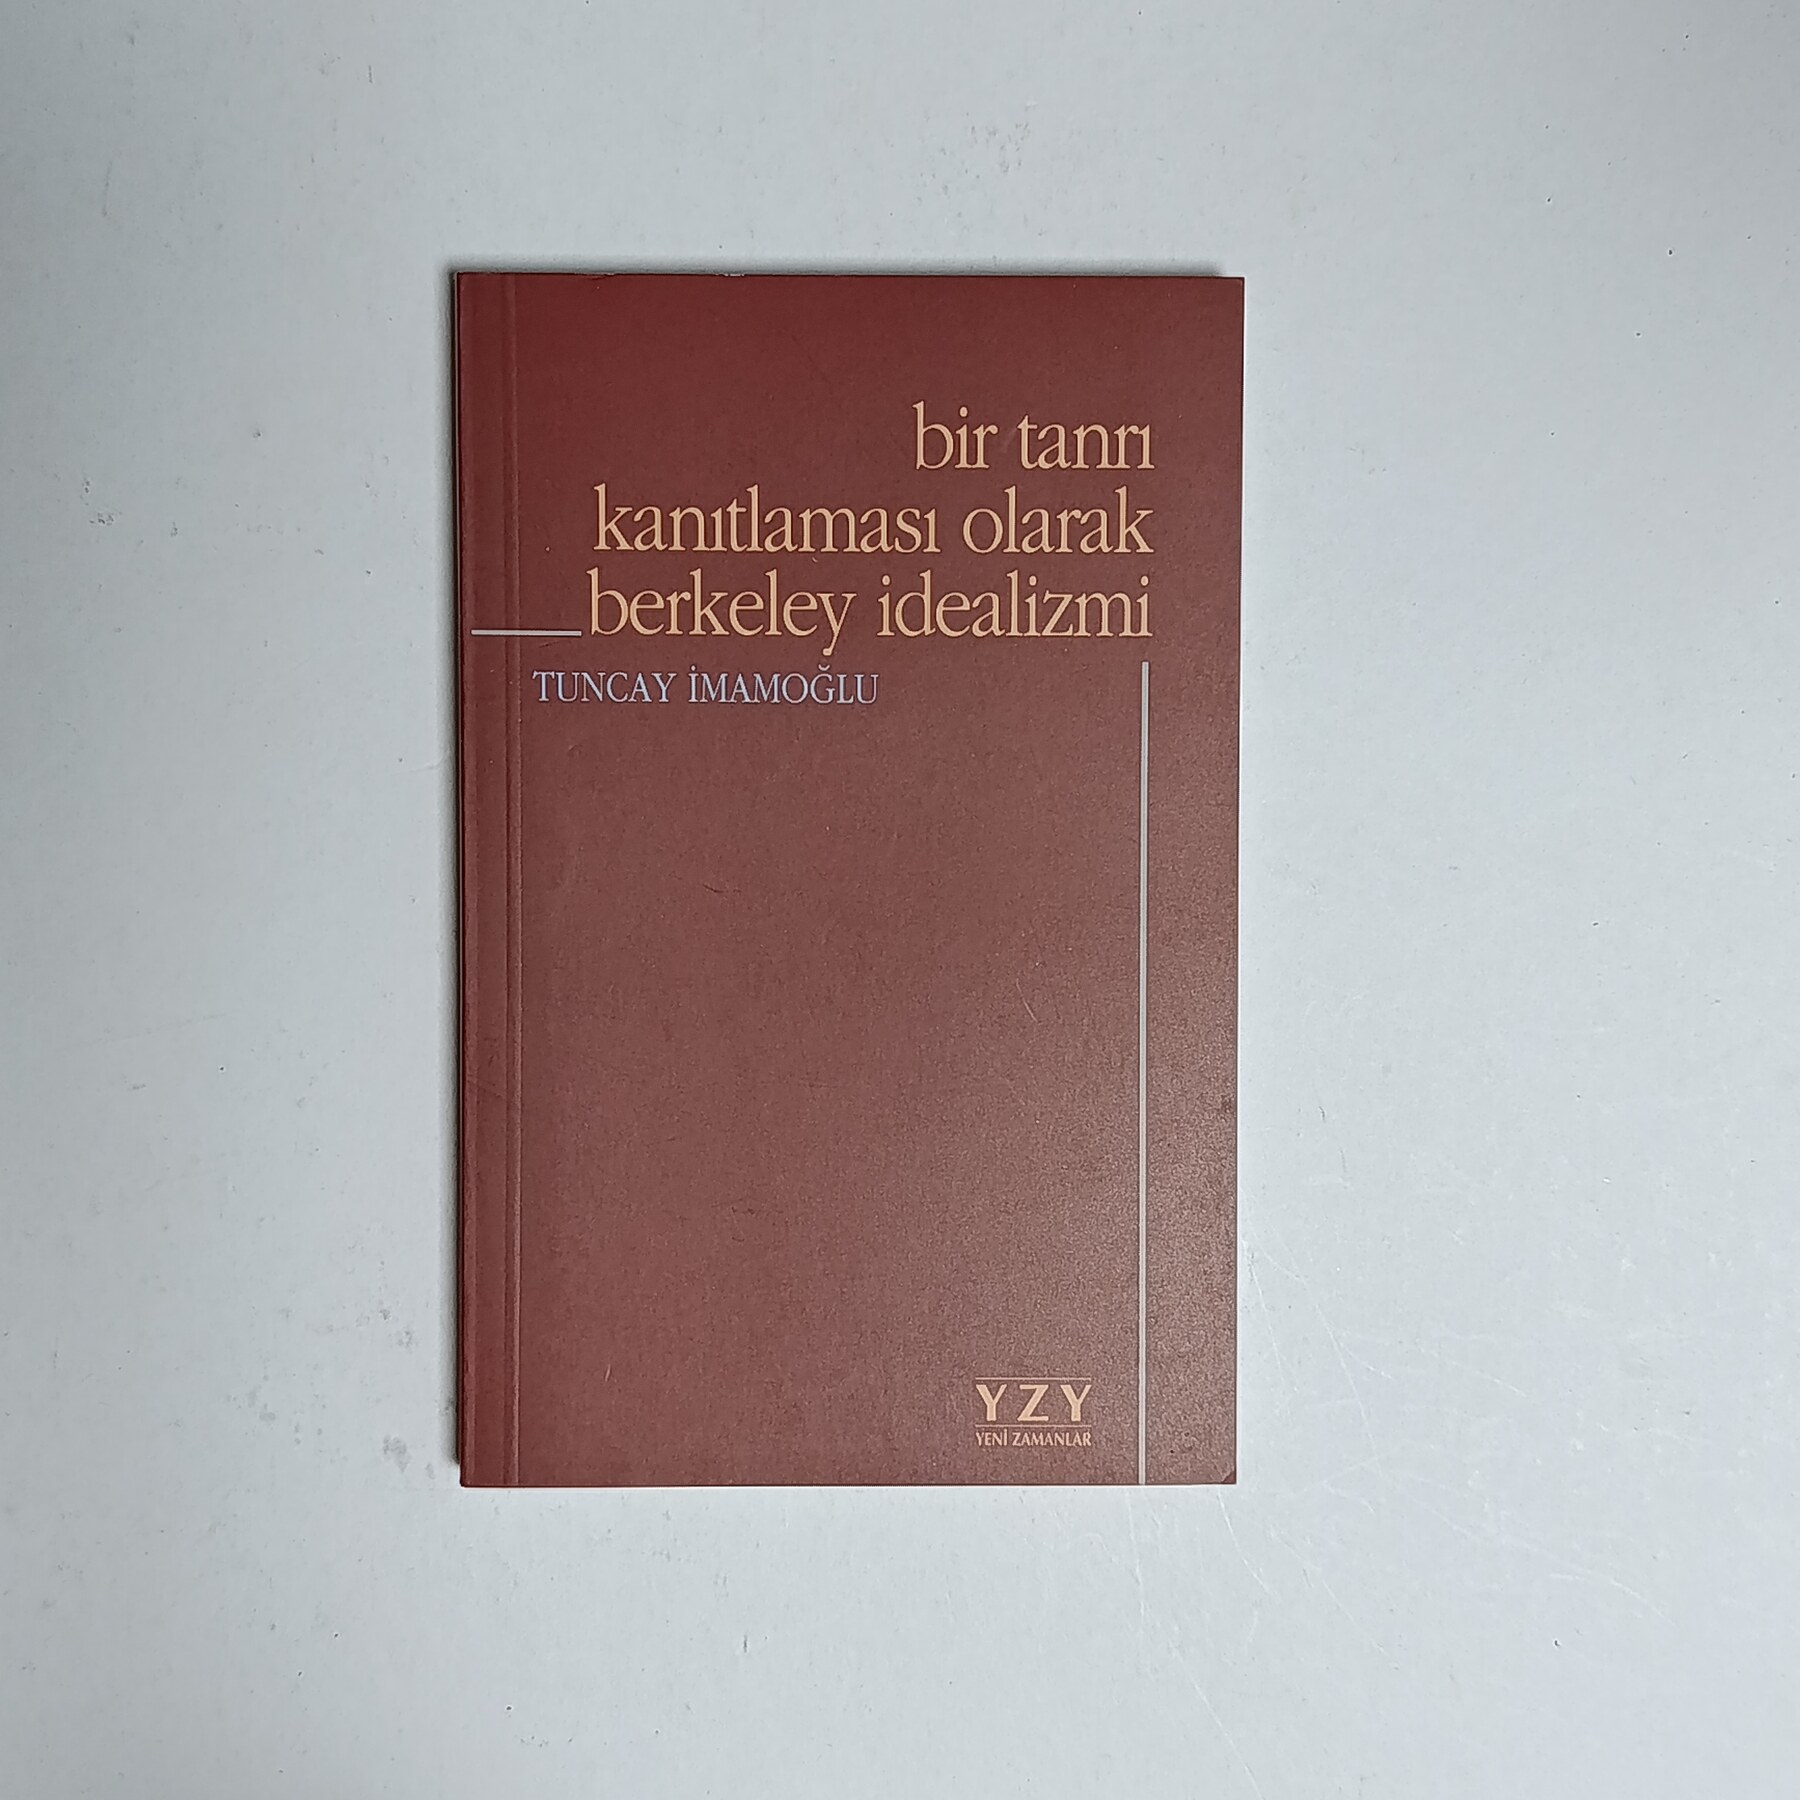 bir tanrı
kanıtlaması olarak
berkeley idealizmi
TUNCAY İMAMOĞLU
YZY
YENİ ZAMANLAR